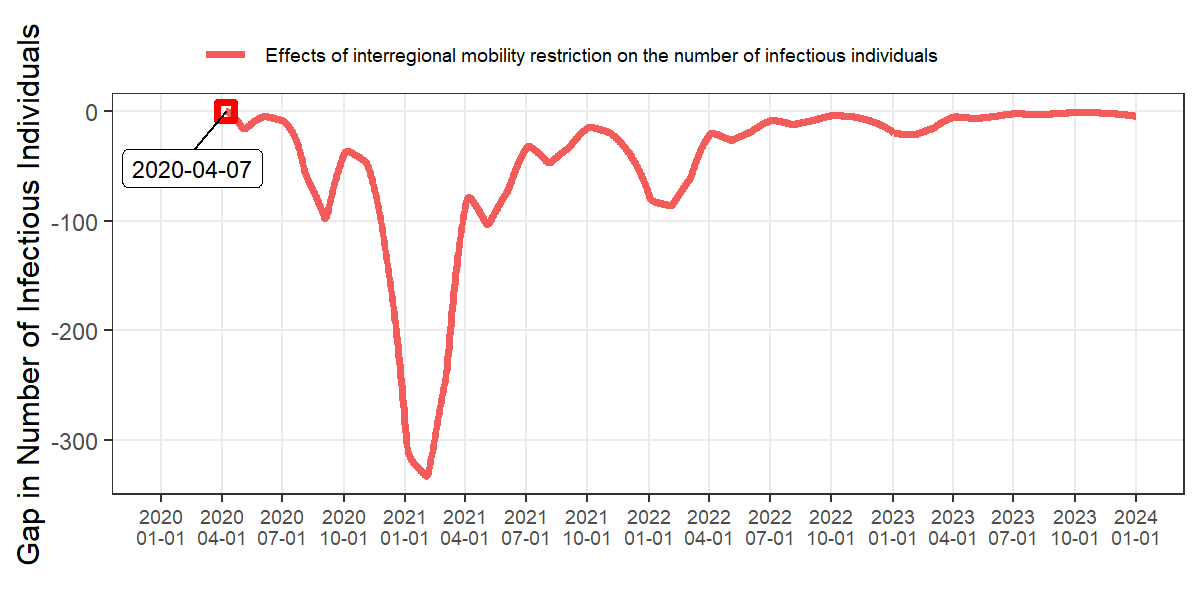 Effects of interregional mobility restriction on the number of infectious individuals
Gap in Number of Infectious Individuals
0
-100
-200
-300
2020-04-07
2020 2020 2020 2020 2021 2021 2021 2021 2022 2022 2022 2022 2023 2023 2023 2023 2024
01-01 04-01 07-01 10-01 01-01 04-01 07-01 10-01 01-01 04-01 07-01 10-01 01-01 04-01 07-01 10-01 01-01